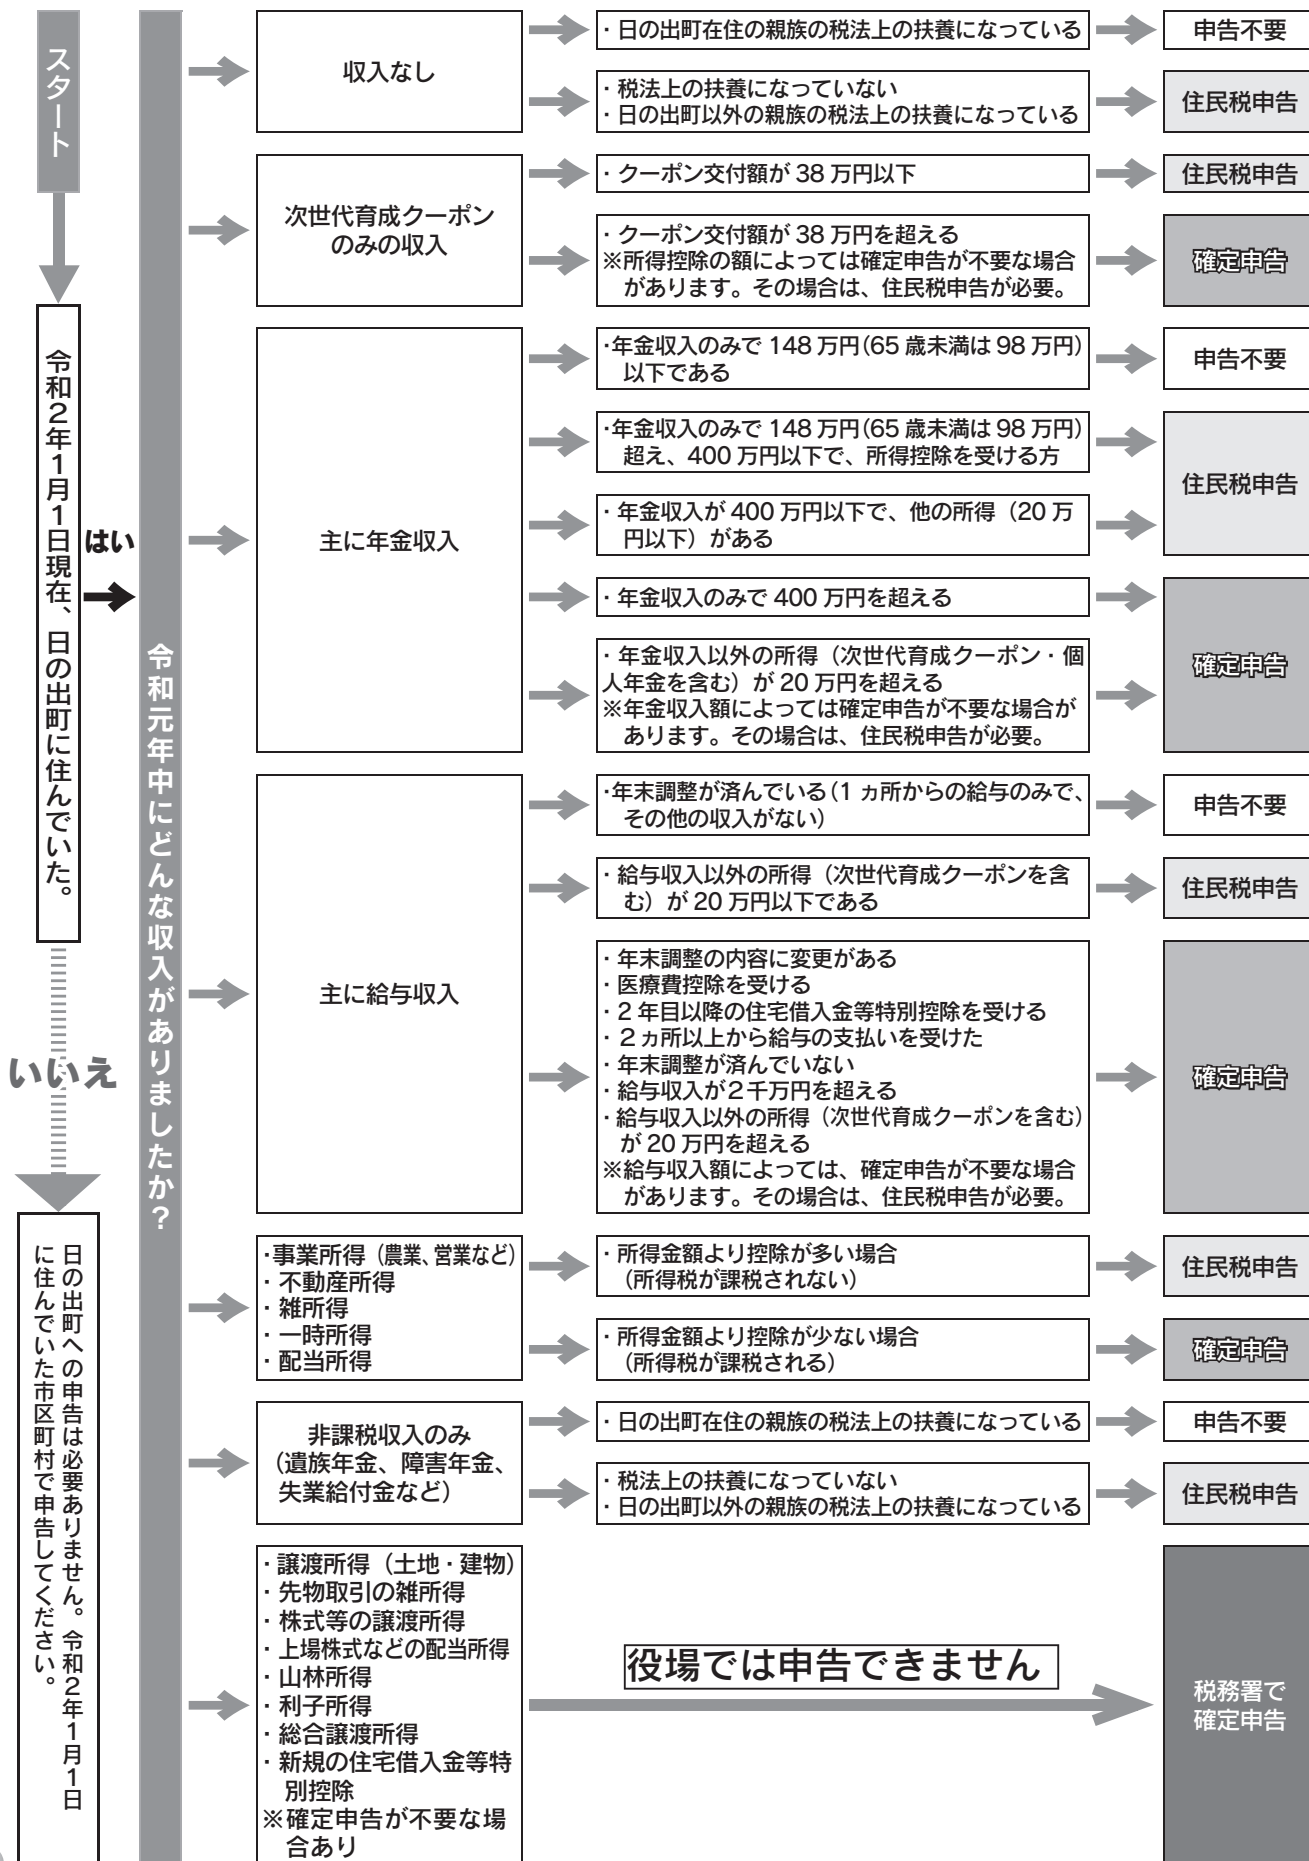 スタート
令和2年1月1日現在、日の出町に住んでいた。
はい
いいえ
日の出町への申告は必要ありません。令和2年1月1日
に住んでいた市区町村で申告してください。
令和元年中にどんな収入がありましたか?
収入なし
・日の出町在住の親族の税法上の扶養になっている
申告不要
・税法上の扶養になっていない
・日の出町以外の親族の税法上の扶養になっている
住民税申告
次世代育成クーポン
のみの収入
・クーポン交付額が 38 万円以下
住民税申告
・クーポン交付額が 38 万円を超える
※所得控除の額によっては確定申告が不要な場合
があります。その場合は、住民税申告が必要。
確定申告
主に年金収入
・年金収入のみで 148 万円(65 歳未満は 98 万円)
以下である
申告不要
・年金収入のみで 148 万円(65 歳未満は 98 万円)
超え、400 万円以下で、所得控除を受ける方
・年金収入が 400 万円以下で、他の所得(20 万
円以下)がある
住民税申告
・年金収入のみで 400 万円を超える
・年金収入以外の所得(次世代育成クーポン・個
人年金を含む)が 20 万円を超える
※年金収入額によっては確定申告が不要な場合が
あります。その場合は、住民税申告が必要。
確定申告
主に給与収入
・年末調整が済んでいる(1 ヵ所からの給与のみで、
その他の収入がない)
申告不要
・給与収入以外の所得(次世代育成クーポンを含
む)が 20 万円以下である
住民税申告
・年末調整の内容に変更がある
・医療費控除を受ける
・2 年目以降の住宅借入金等特別控除を受ける
・2ヵ所以上から給与の支払いを受けた
・年末調整が済んでいない
・給与収入が2千万円を超える
・給与収入以外の所得(次世代育成クーポンを含む)
が 20 万円を超える
※給与収入額によっては、確定申告が不要な場合
があります。その場合は、住民税申告が必要。
確定申告
・事業所得(農業、営業など)
・不動産所得
・雑所得
・一時所得
・配当所得
・所得金額より控除が多い場合
(所得税が課税されない)
住民税申告
・所得金額より控除が少ない場合
(所得税が課税される)
確定申告
非課税収入のみ
(遺族年金、障害年金、
失業給付金など)
・日の出町在住の親族の税法上の扶養になっている
申告不要
・税法上の扶養になっていない
・日の出町以外の親族の税法上の扶養になっている
住民税申告
・譲渡所得(土地・建物)
・先物取引の雑所得
・株式等の譲渡所得
・上場株式などの配当所得
・山林所得
・利子所得
・総合譲渡所得
・新規の住宅借入金等特
別控除
※確定申告が不要な場
合あり
役場では申告できません
税務署で
確定申告